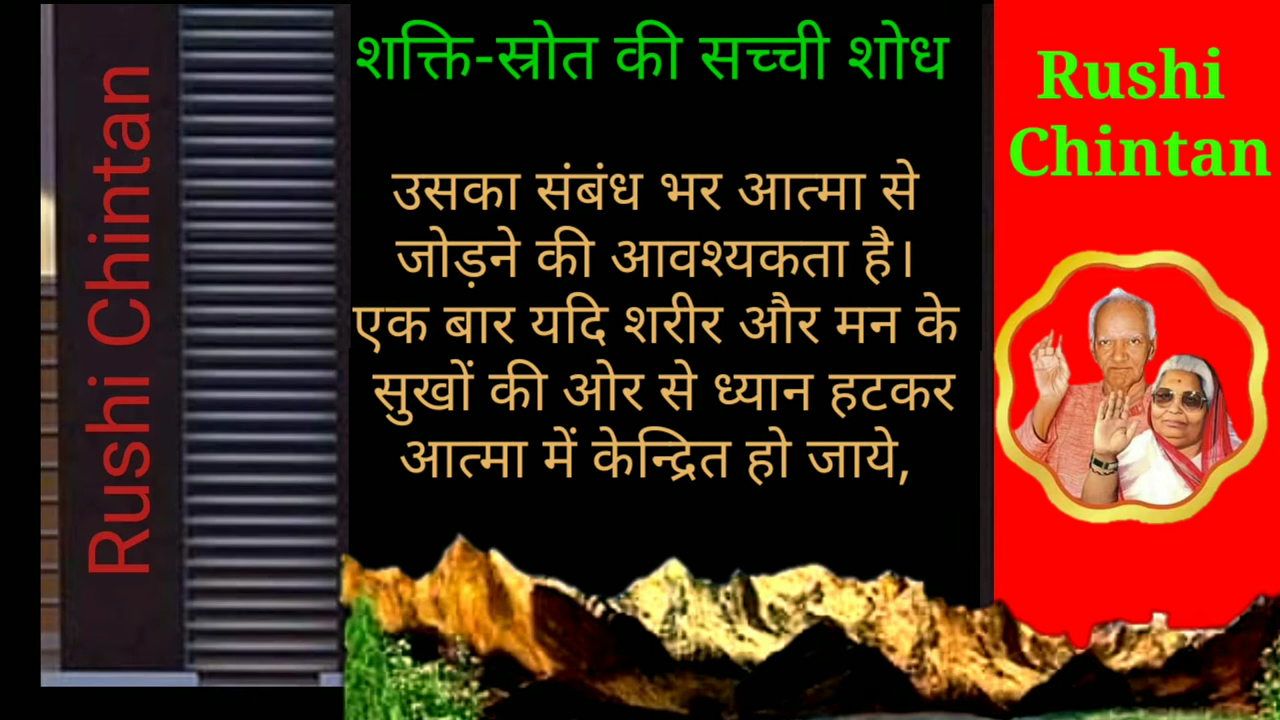 Rushi Chintan
शक्ति-स्रोत की सच्ची शोध
उसका संबंध भर आत्मा से
जोड़ने की आवश्यकता है।
एक बार यदि शरीर और मन के
सुखों की ओर से ध्यान हटकर
आत्मा में केन्द्रित हो जाये,
Rushi
Chintan